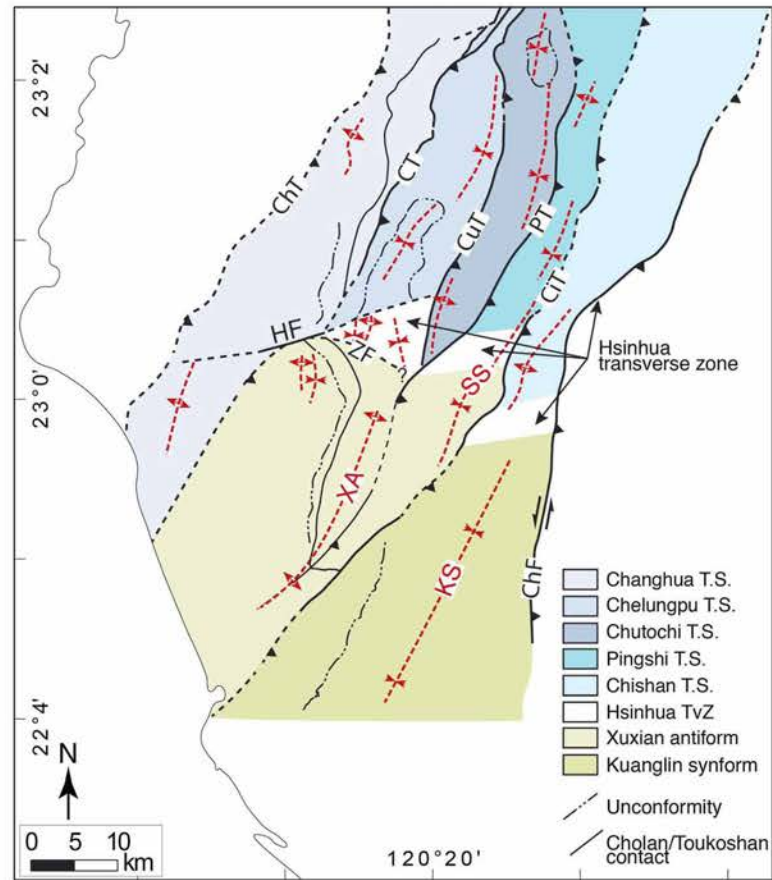 23°2'
ChT
CT
CuT
PT
CiT
HF
ZF
?
Hsinhua
transverse zone
23°0'
SS
XA
KS
ChF
Changhua T.S.
Chelungpu T.S.
Chutochi T.S.
Pingshi T.S.
Chishan T.S.
Hsinhua TvZ
Xuxian antiform
Kuanglin synform
22°4'
N
Unconformity
0 5 10
km
120°20'
Cholan/Toukoshan
contact